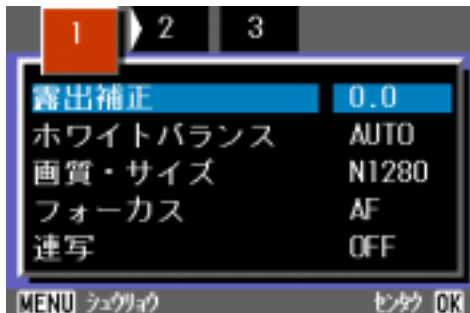 1 2 3
露出補正 0.0
ホワイトバランス AUTO
画質・サイズ N1280
フォーカス AF
連写 OFF
MENU シュウリョウ センタク OK